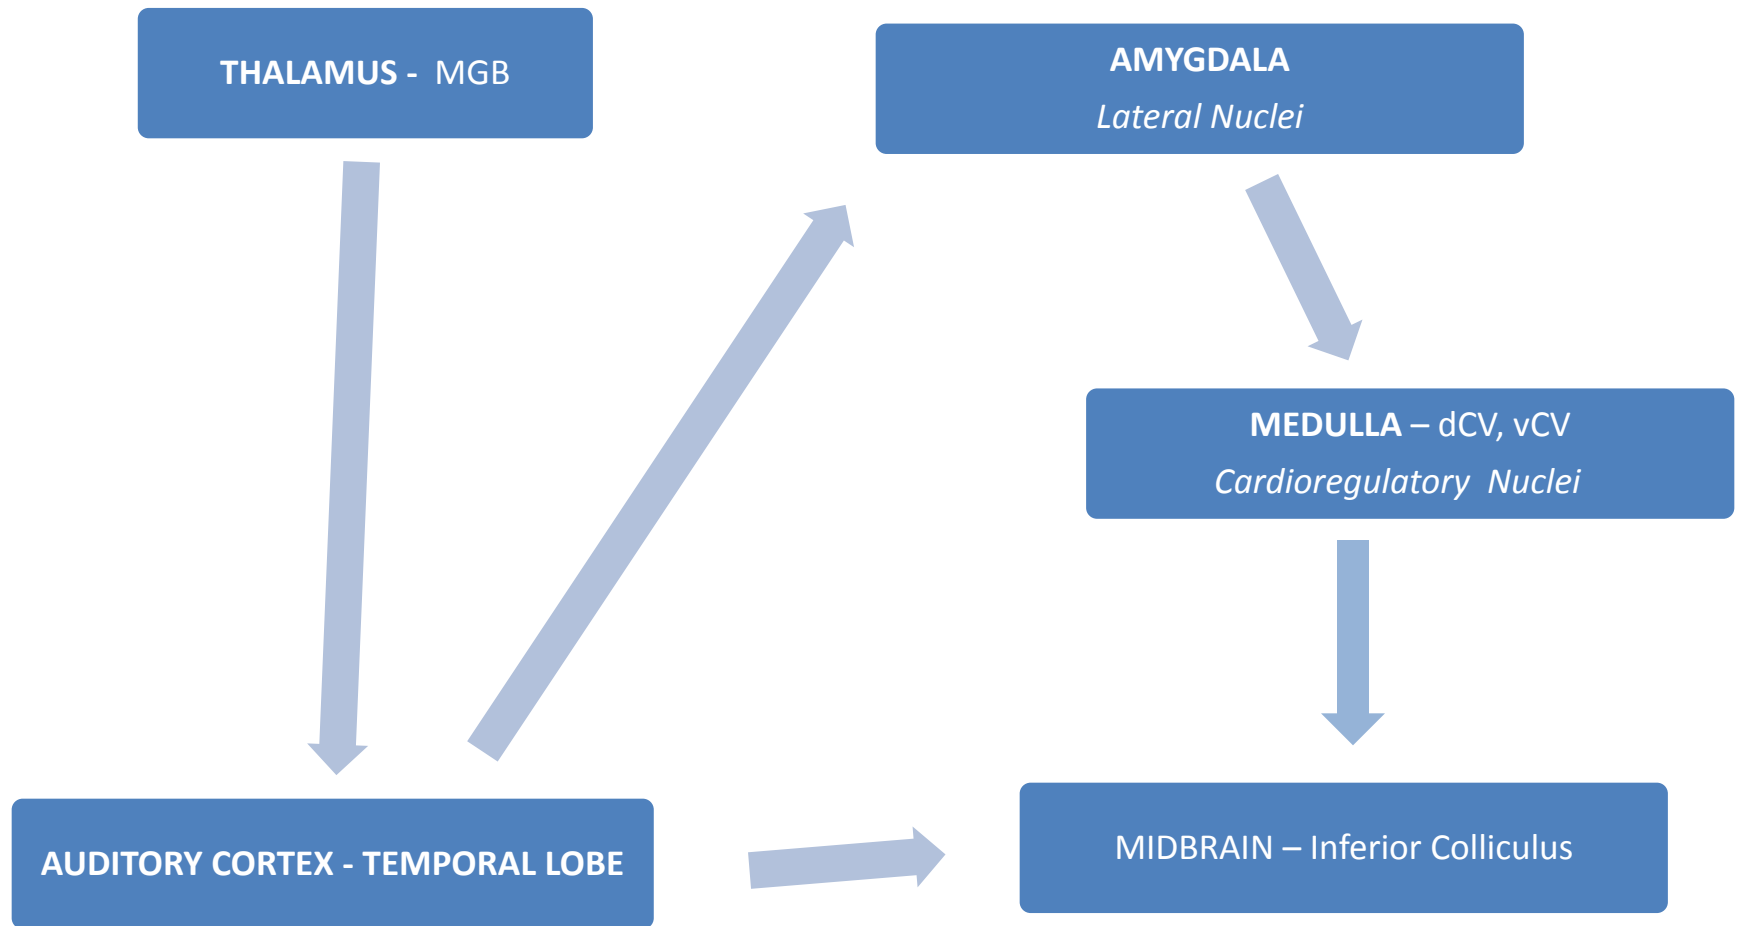 THALAMUS - MGB
AMYGDALA
Lateral Nuclei
MEDULLA – dCV, vCV
Cardioregulatory Nuclei
AUDITORY CORTEX - TEMPORAL LOBE
MIDBRAIN – Inferior Colliculus